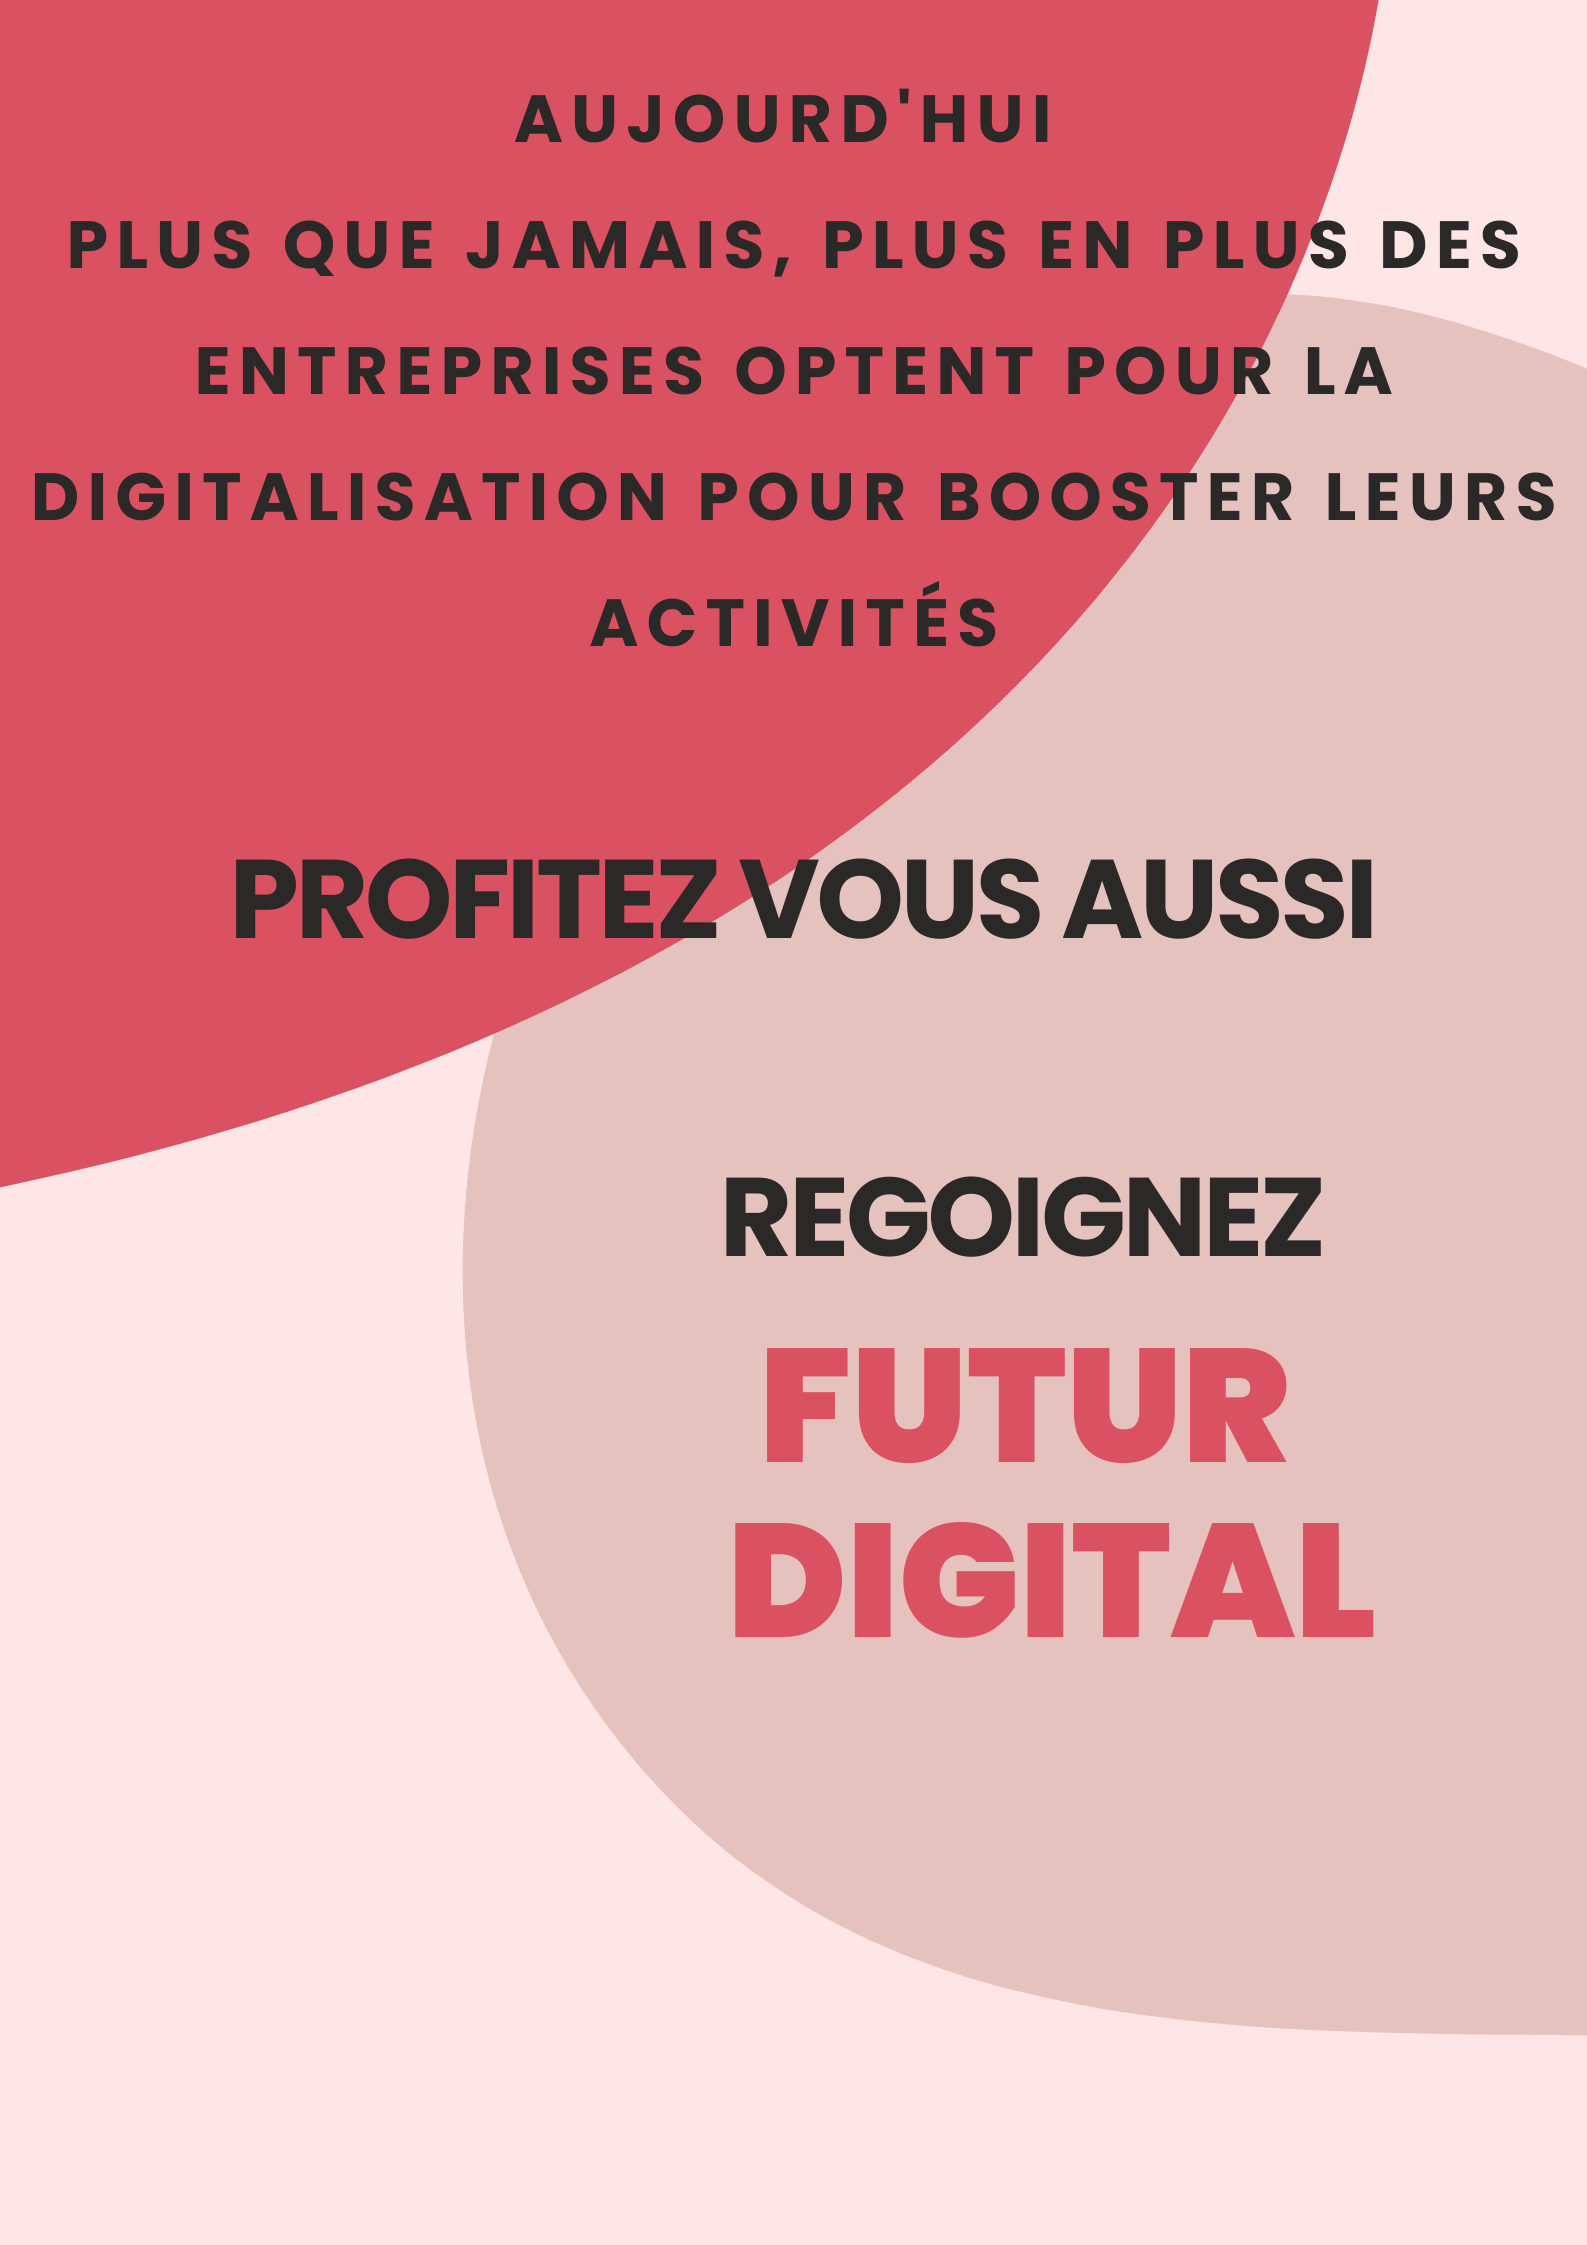 AUJOURD'HUI
PLUS QUE JAMAIS, PLUS EN PLUS DES
ENTREPRISES OPTENT POUR LA
DIGITALISATION POUR BOOSTER LEURS
ACTIVITÉS
PROFITEZ VOUS AUSSI
REGOIGNEZ
FUTUR
DIGITAL